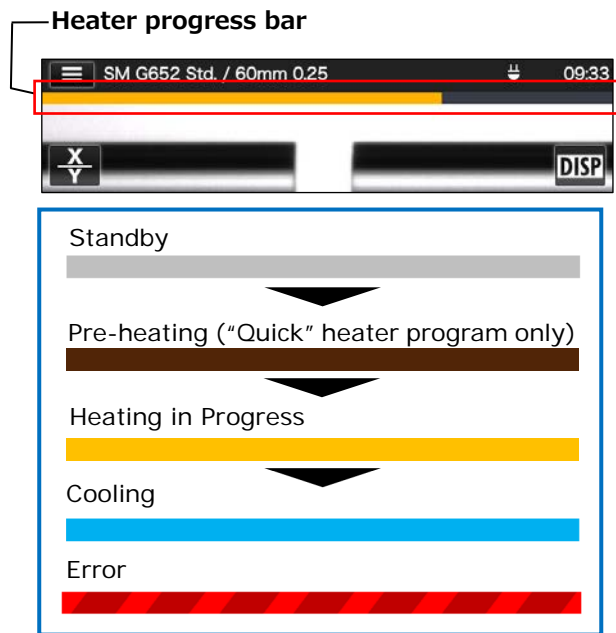 Heater progress bar
SM G652 Std. / 60mm 0.25 09:33
X
Y
DISP
Standby
Pre-heating ("Quick" heater program only)
Heating in Progress
Cooling
Error